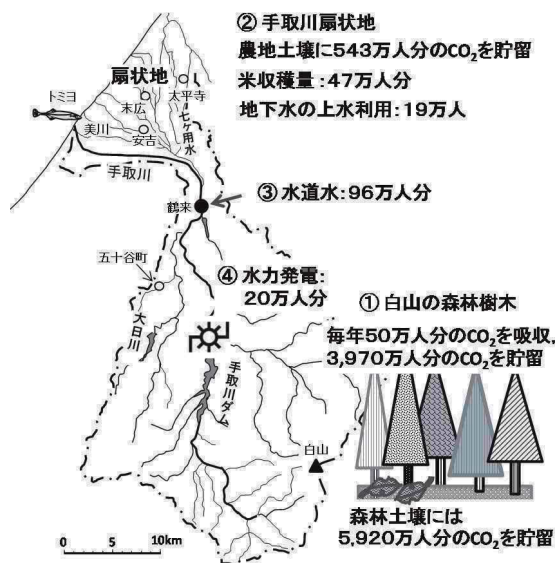 ② 手取川扇状地
農地土壌に543万人分のCO₂を貯留
米収穫量：47万人分
地下水の上水利用：19万人
扇状地
トミヨ
末広
太平寺
美川
安吉
七ヶ用水
手取川
鶴来
③ 水道水：96万人分
五十谷町
④ 水力発電：
20万人分
大日川
手取川ダム
① 白山の森林樹木
毎年50万人分のCO₂を吸収，
3,970万人分のCO₂を貯留
白山
森林土壌には
5,920万人分のCO₂を貯留
0 5 10km